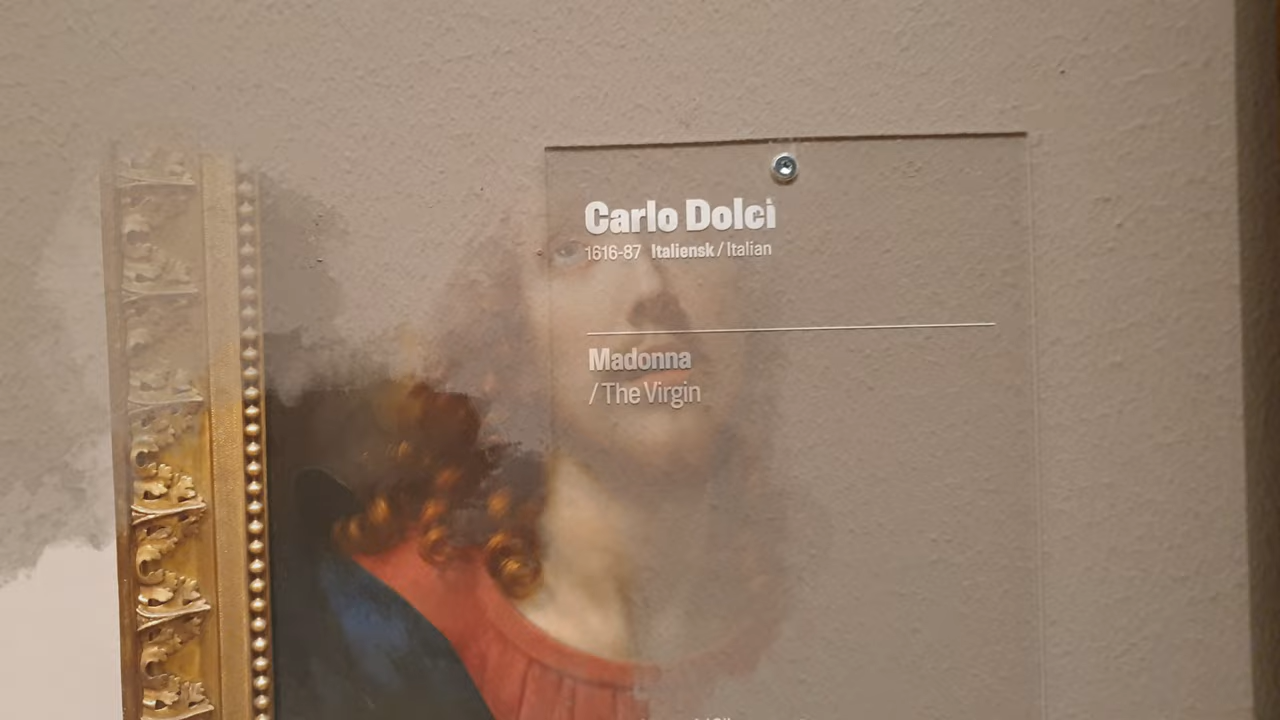 Carlo Dolci
1616-87 Italiensk / Italian
Madonna
/ The Virgin